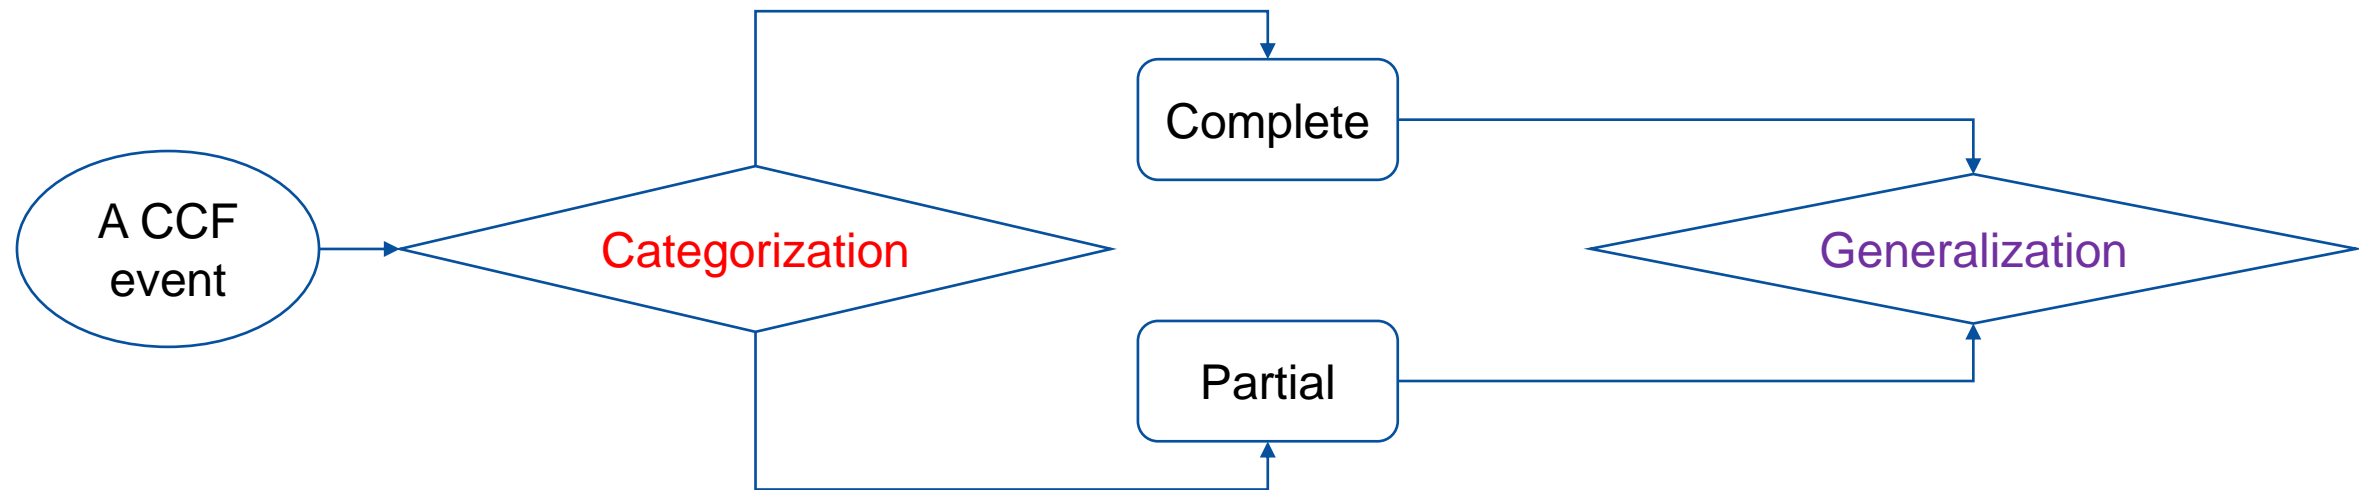 A CCF
event
Categorization
Complete
Partial
Generalization